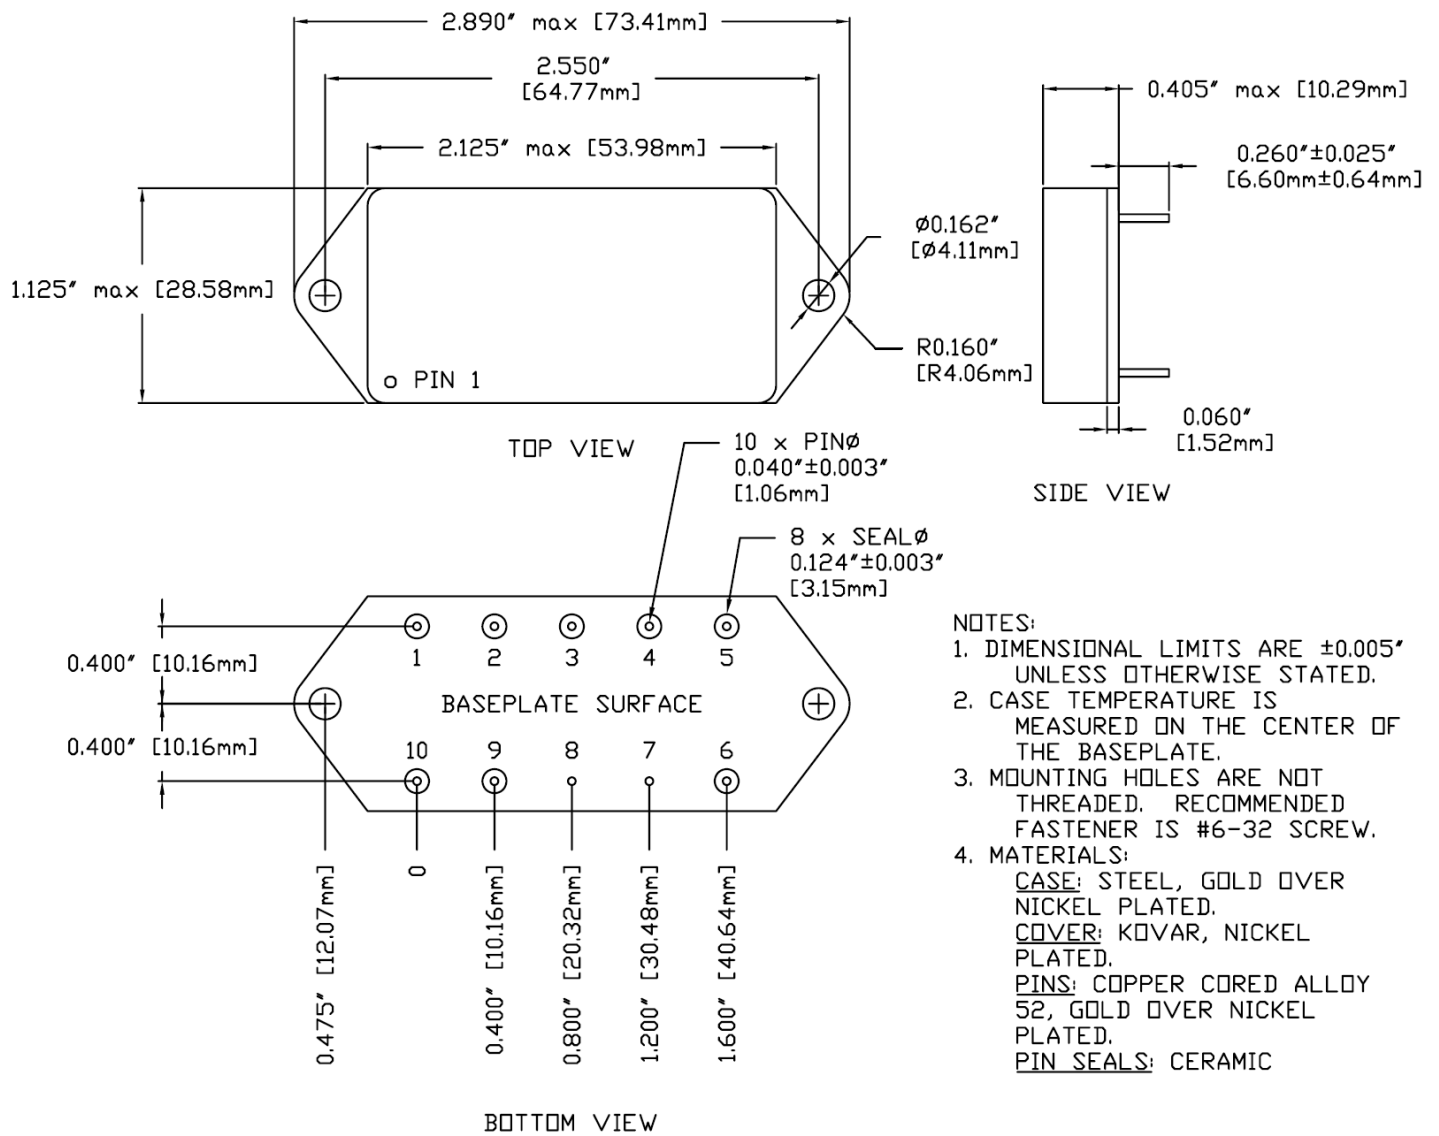 2.890″ max [73.41mm]
2.550″
[64.77mm]
2.125″ max [53.98mm]
1.125″ max [28.58mm]
Ø0.162″
[Ø4.11mm]
R0.160″
[R4.06mm]
PIN 1
TOP VIEW
0.405″ max [10.29mm]
0.260″±0.025″
[6.60mm±0.64mm]
0.060″
[1.52mm]
SIDE VIEW
10 x PINØ
0.040″±0.003″
[1.06mm]
8 x SEALØ
0.124″±0.003″
[3.15mm]
1 2 3 4 5
0.400″ [10.16mm]
BASEPLATE SURFACE
0.400″ [10.16mm]
10 9 8 7 6
0.475″ [12.07mm]
0
0.400″ [10.16mm]
0.800″ [20.32mm]
1.200″ [30.48mm]
1.600″ [40.64mm]
BOTTOM VIEW
NOTES:
1. DIMENSIONAL LIMITS ARE ±0.005″
UNLESS OTHERWISE STATED.
2. CASE TEMPERATURE IS
MEASURED ON THE CENTER OF
THE BASEPLATE.
3. MOUNTING HOLES ARE NOT
THREADED. RECOMMENDED
FASTENER IS #6-32 SCREW.
4. MATERIALS:
CASE: STEEL, GOLD OVER
NICKEL PLATED.
COVER: KOVAR, NICKEL
PLATED.
PINS: COPPER CORED ALLOY
52, GOLD OVER NICKEL
PLATED.
PIN SEALS: CERAMIC